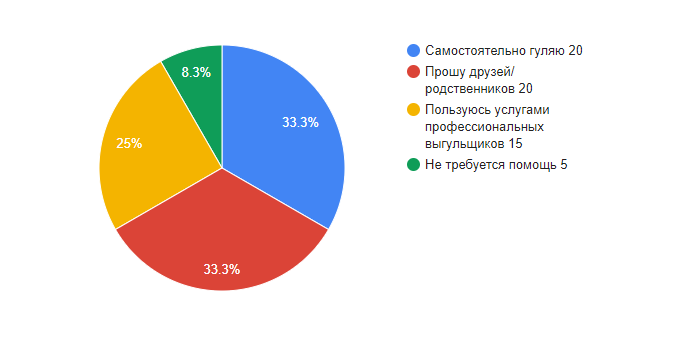 33.3%
33.3%
25%
8.3%
Самостоятельно гуляю 20
Прошу друзей/
родственников 20
Пользуюсь услугами
профессиональных
выгульщиков 15
Не требуется помощь 5